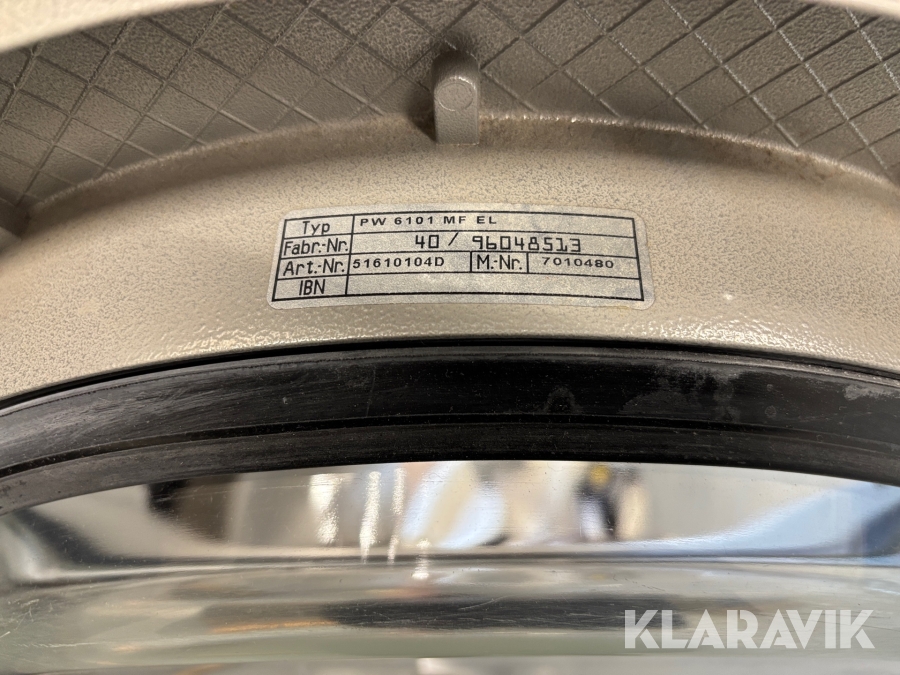 Typ PW 6101 MF EL
Fabr.-Nr. 40 / 96048513
Art.-Nr. 51610104D M.-Nr. 7010480
IBN
KLARAVIK